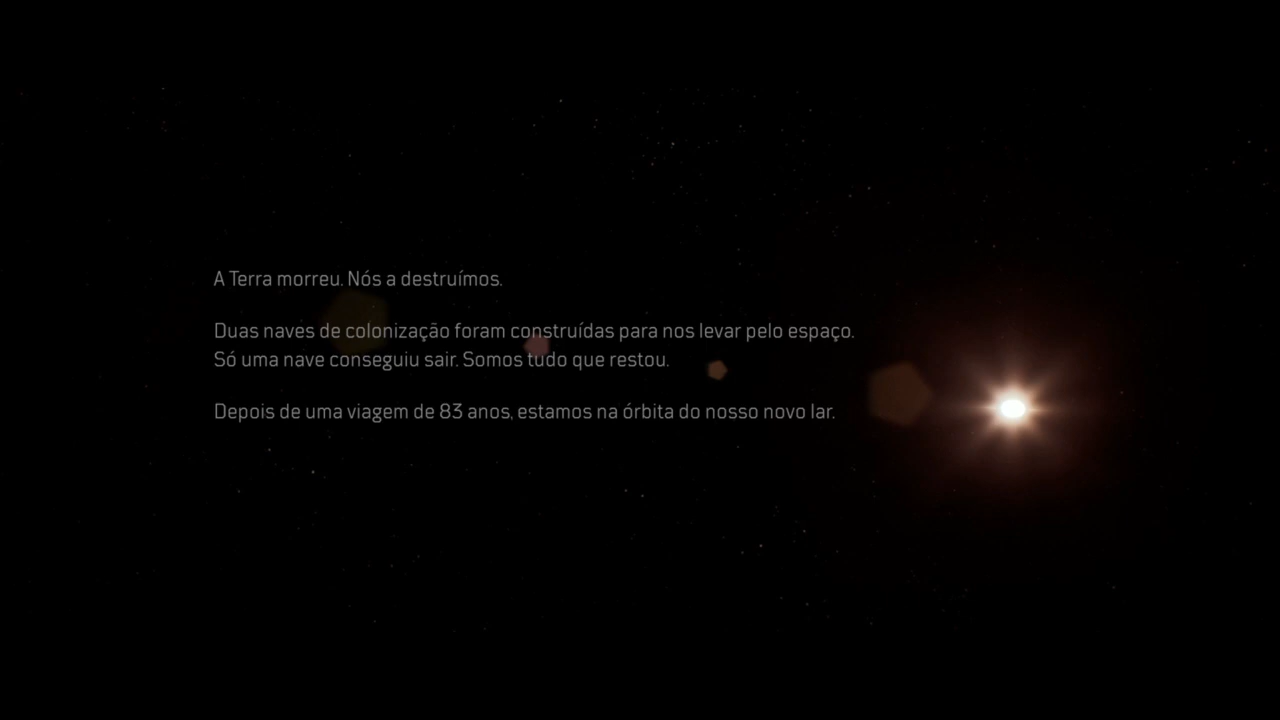 A Terra morreu. Nós a destruímos.
Duas naves de colonização foram construídas para nos levar pelo espaço.
Só uma nave conseguiu sair. Somos tudo que restou.
Depois de uma viagem de 83 anos, estamos na órbita do nosso novo lar.